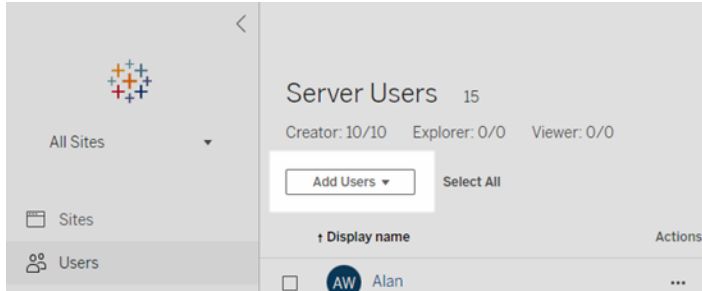 Server Users 15
All Sites
Creator: 10/10 Explorer: 0/0 Viewer: 0/0
Add Users Select All
Sites
↑ Display name Actions
Users
AW Alan